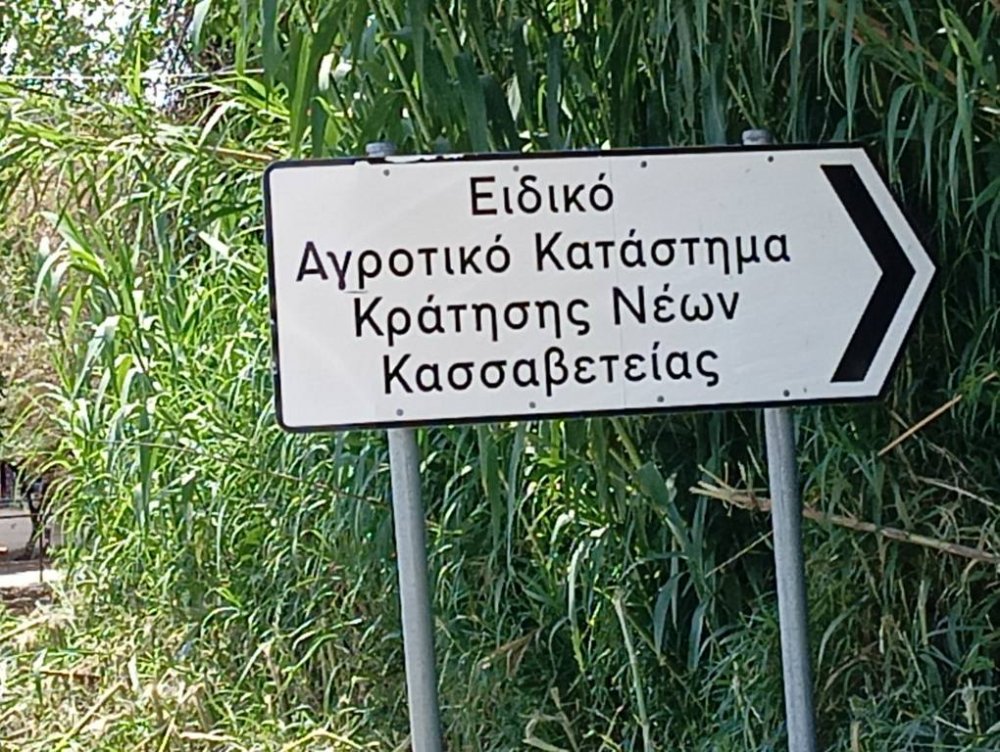 Ειδικό
Αγροτικό Κατάστημα
Κράτησης Νέων
Κασσαβετείας